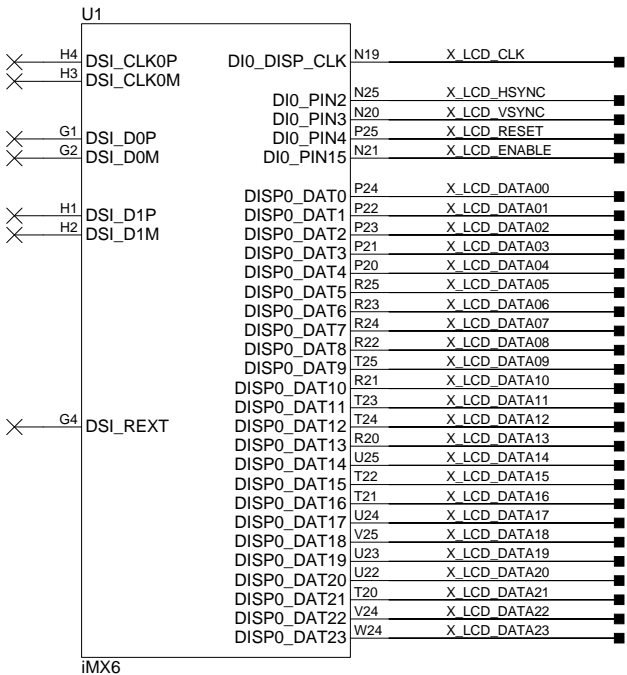 U1
H4 DSI_CLK0P DI0_DISP_CLK N19 X_LCD_CLK
H3 DSI_CLK0M
DI0_PIN2 N25 X_LCD_HSYNC
DI0_PIN3 N20 X_LCD_VSYNC
G1 DSI_D0P DI0_PIN4 P25 X_LCD_RESET
G2 DSI_D0M DI0_PIN15 N21 X_LCD_ENABLE
DISP0_DAT0 P24 X_LCD_DATA00
H1 DSI_D1P DISP0_DAT1 P22 X_LCD_DATA01
H2 DSI_D1M DISP0_DAT2 P23 X_LCD_DATA02
DISP0_DAT3 P21 X_LCD_DATA03
DISP0_DAT4 P20 X_LCD_DATA04
DISP0_DAT5 R25 X_LCD_DATA05
DISP0_DAT6 R23 X_LCD_DATA06
DISP0_DAT7 R24 X_LCD_DATA07
DISP0_DAT8 R22 X_LCD_DATA08
DISP0_DAT9 T25 X_LCD_DATA09
DISP0_DAT10 R21 X_LCD_DATA10
DISP0_DAT11 T23 X_LCD_DATA11
G4 DSI_REXT DISP0_DAT12 T24 X_LCD_DATA12
DISP0_DAT13 R20 X_LCD_DATA13
DISP0_DAT14 U25 X_LCD_DATA14
DISP0_DAT15 T22 X_LCD_DATA15
DISP0_DAT16 T21 X_LCD_DATA16
DISP0_DAT17 U24 X_LCD_DATA17
DISP0_DAT18 V25 X_LCD_DATA18
DISP0_DAT19 U23 X_LCD_DATA19
DISP0_DAT20 U22 X_LCD_DATA20
DISP0_DAT21 T20 X_LCD_DATA21
DISP0_DAT22 V24 X_LCD_DATA22
DISP0_DAT23 W24 X_LCD_DATA23
iMX6